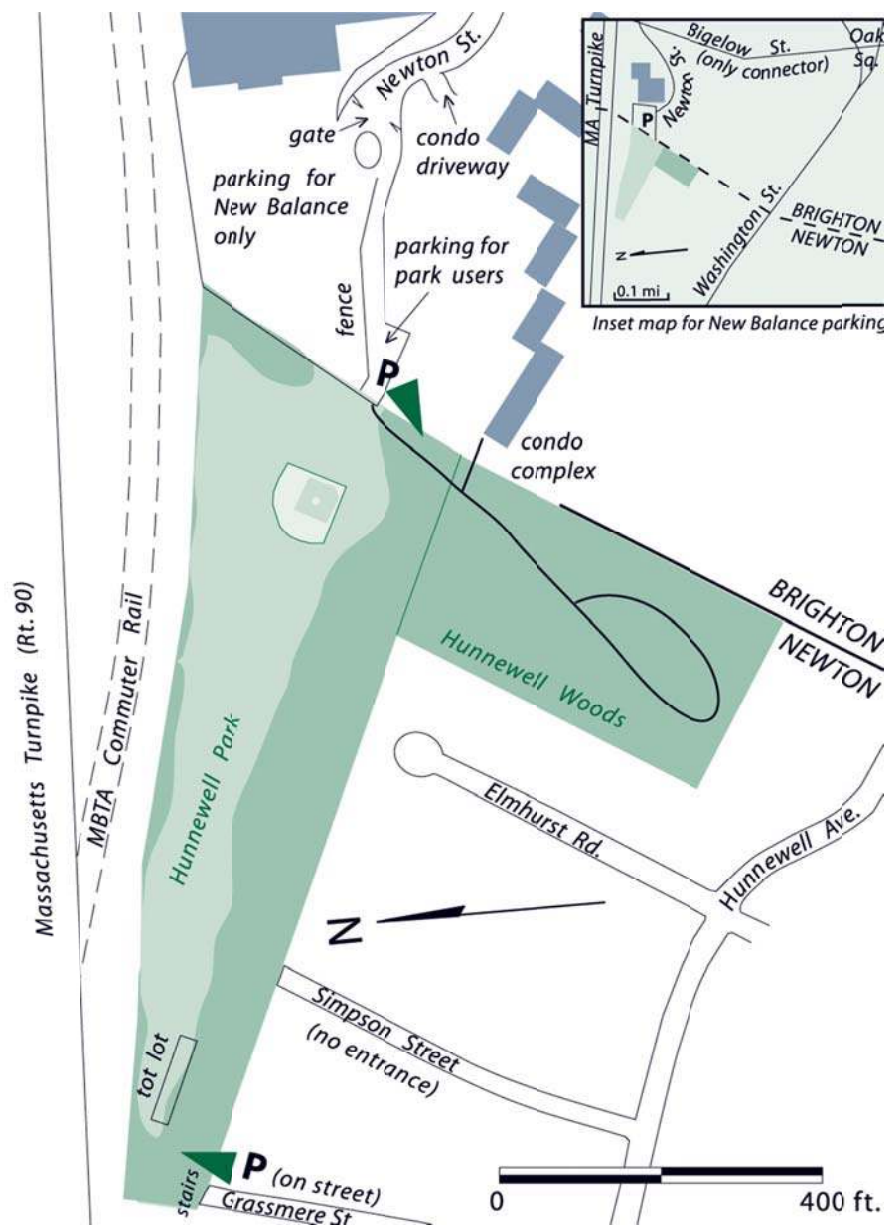 Newton St.
gate
condo
driveway
parking for
New Balance
only
parking for
park users
fence
P
condo
complex
Bigelow St.
(only connector)
Oak
Sq.
MA Turnpike
Newton St.
P
Washington St.
BRIGHTON
NEWTON
N
0.1 mi
Inset map for New Balance parking
BRIGHTON
NEWTON
Massachusetts Turnpike (Rt. 90)
MBTA Commuter Rail
Hunnewell Park
Hunnewell Woods
Elmhurst Rd.
Hunnewell Ave.
N
Simpson Street
(no entrance)
tot lot
stairs
P (on street)
Grassmere St.
0
400 ft.